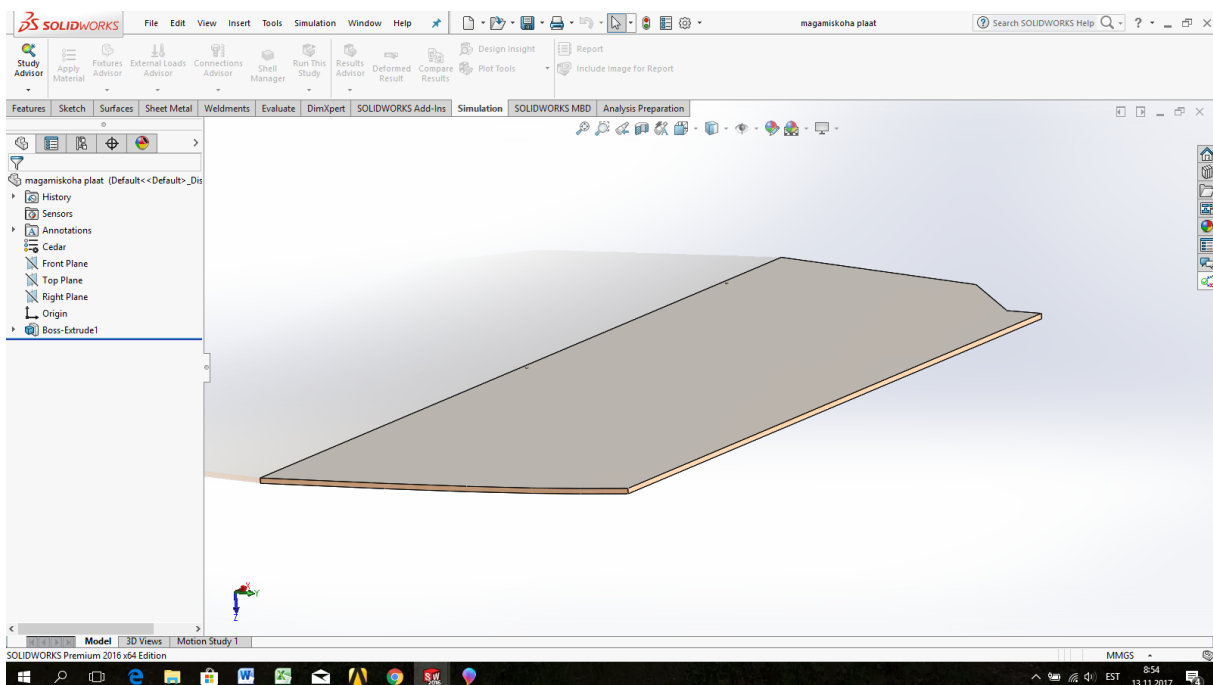 SOLIDWORKS File Edit View Insert Tools Simulation Window Help magamiskoha plaat Search SOLIDWORKS Help
Study Advisor
Apply Material
Fixtures Advisor
External Loads Advisor
Connections Advisor
Shell Manager
Run This Study
Results Advisor
Deformed Result
Compare Results
Design Insight
Plot Tools
Report
Include Image for Report
Features Sketch Surfaces Sheet Metal Weldments Evaluate DimXpert SOLIDWORKS Add-Ins Simulation SOLIDWORKS MBD Analysis Preparation
magamiskoha plaat (Default<<Default>_Dis
History
Sensors
Annotations
Cedar
Front Plane
Top Plane
Right Plane
Origin
Boss-Extrude1
X
Y
Z
Model 3D Views Motion Study 1
SOLIDWORKS Premium 2016 x64 Edition MMGS
EST 8:54
13.11.2017